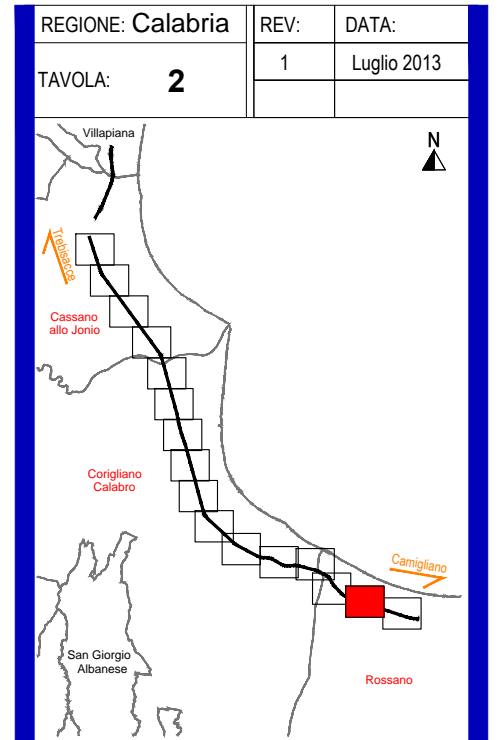 REGIONE: Calabria
REV:
DATA:
TAVOLA: 2
1
Luglio 2013
Villapiana
N
Trebisacce
Cassano
allo Jonio
Corigliano
Calabro
Camigliano
San Giorgio
Albanese
Rossano